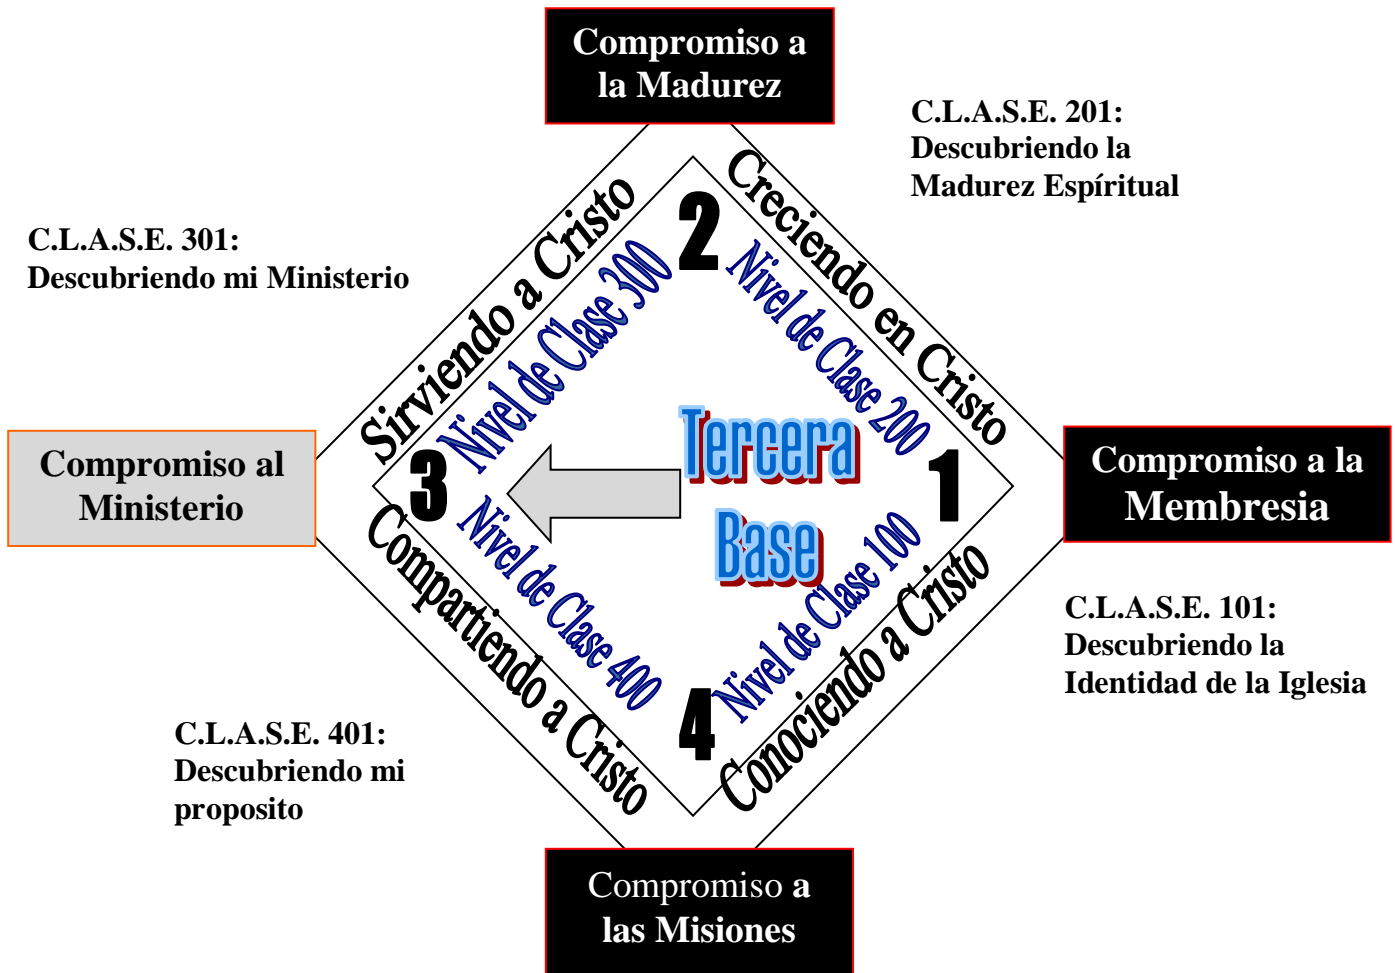 Compromiso a
la Madurez
C.L.A.S.E. 201:
Descubriendo la
Madurez Espíritual
C.L.A.S.E. 301:
Descubriendo mi Ministerio
Sirviendo a Cristo
Creciendo en Cristo
2
Nivel de Clase 300
Nivel de Clase 200
Compromiso al
Ministerio
3
Tercera
Base
1
Compromiso a la
Membresia
Nivel de Clase 400
Nivel de Clase 100
Compartiendo a Cristo
Conociendo a Cristo
4
C.L.A.S.E. 101:
Descubriendo la
Identidad de la Iglesia
C.L.A.S.E. 401:
Descubriendo mi
proposito
Compromiso a
las Misiones